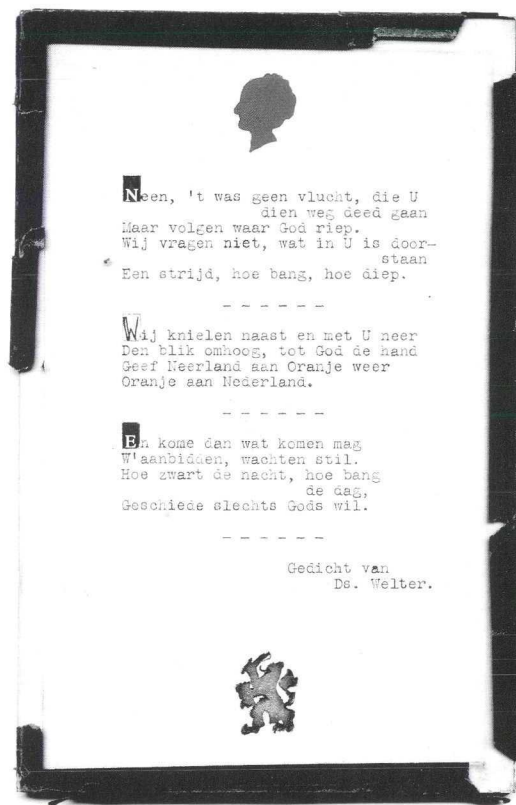 Neen, 't was geen vlucht, die U
dien weg deed gaan
Maar volgen waar God riep.
Wij vragen niet, wat in U is door-
staan
Een strijd, hoe bang, hoe diep.
- - - - - -
Wij knielen naast en met U neer
Den blik omhoog, tot God de hand
Geef Neerland aan Oranje weer
Oranje aan Nederland.
- - - - - -
En kome dan wat komen mag
W'aanbidden, wachten stil.
Hoe zwart de nacht, hoe bang
de dag,
Geschiede slechts Gods wil.
- - - - - -
Gedicht van
Ds. Welter.